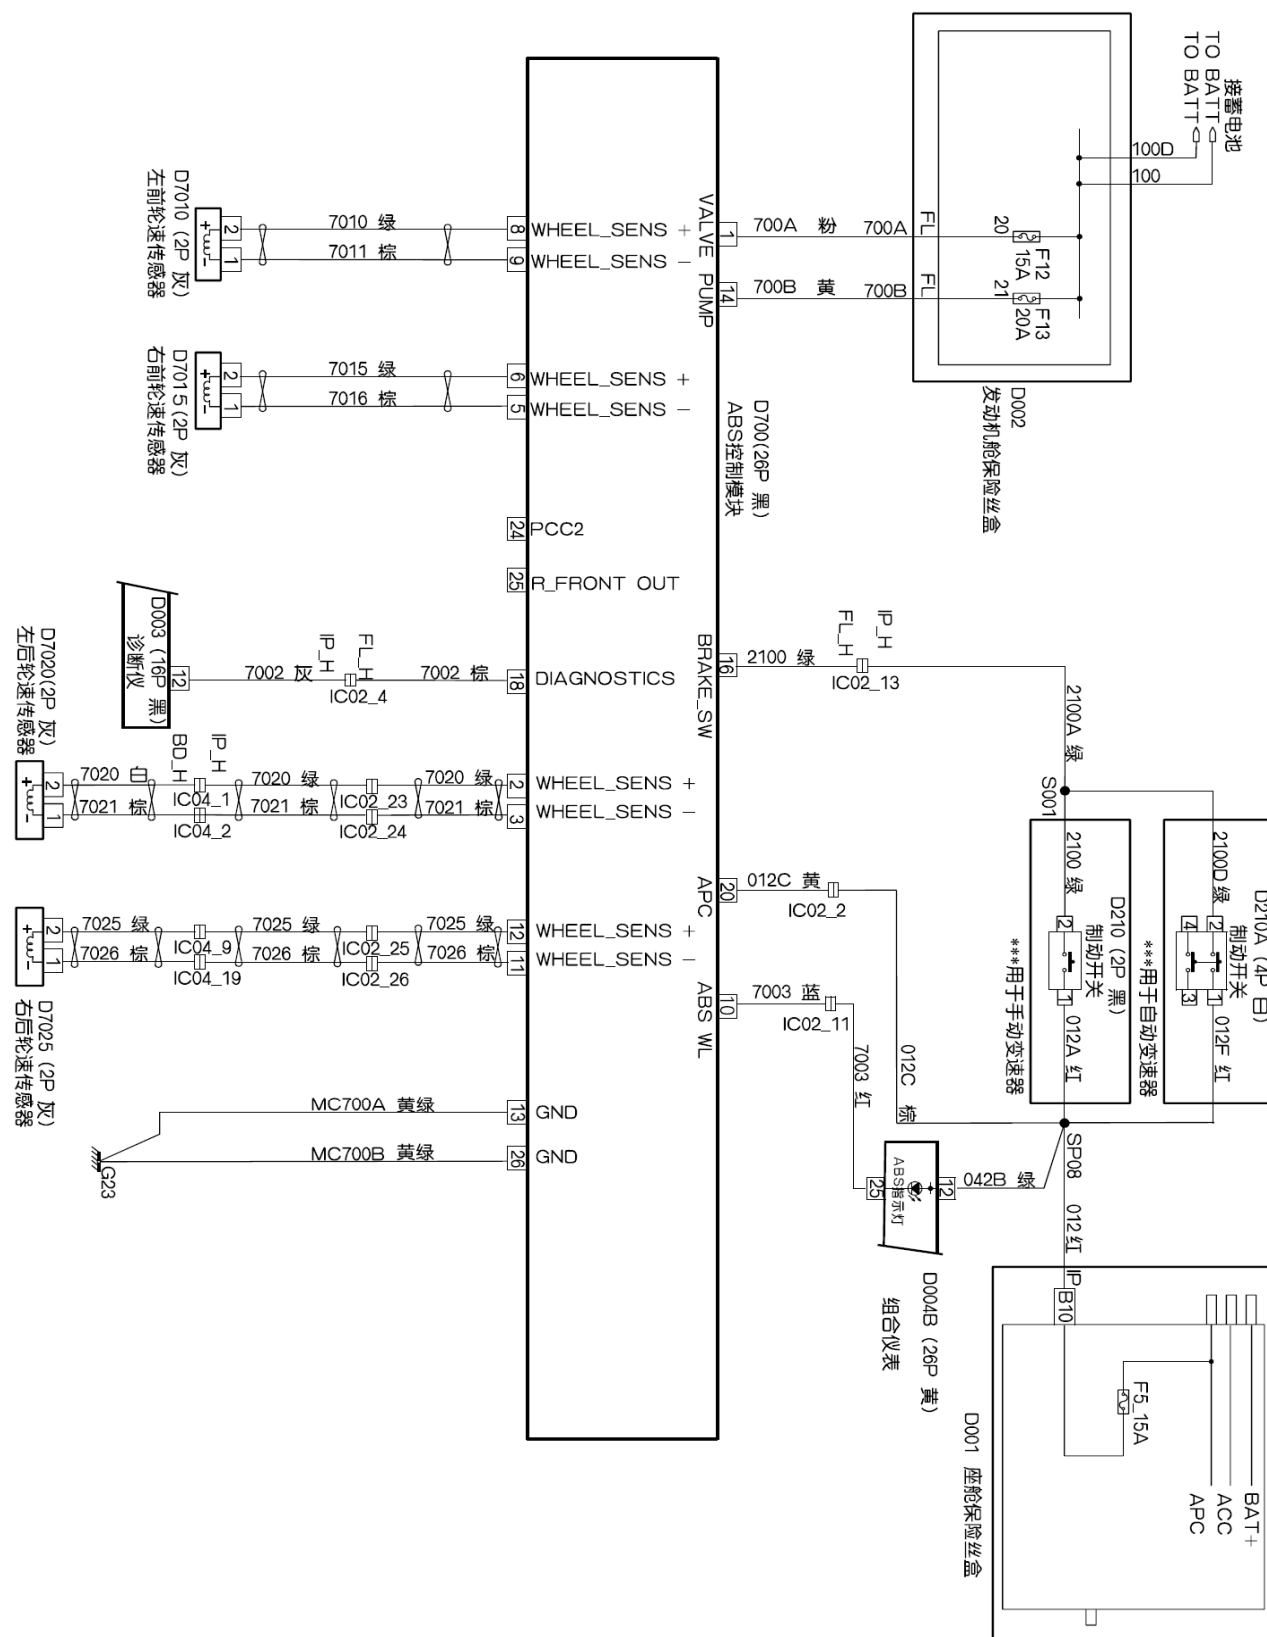 接蓄电池
TO BATT
TO BATT
100D
100
F12
15A
20
F13
20A
21
FL
FL
D002
发动机舱保险丝盒
700A 粉
700A
700B 黄
700B
1
VALVE
14
PUMP
D700(26P 黑)
ABS控制模块
D7010 (2P 灰)
左前轮速传感器
2
1
7010 绿
7011 棕
8
WHEEL_SENS +
9
WHEEL_SENS -
D7015(2P 灰)
右前轮速传感器
2
1
7015 绿
7016 棕
6
WHEEL_SENS +
5
WHEEL_SENS -
24
PCC2
25
R_FRONT OUT
D003 (16P 黑)
诊断仪
12
7002 灰
IP_H
FL_H
IC02_4
7002 棕
18
DIAGNOSTICS
16
BRAKE_SW
2100 绿
IP_H
FL_H
IC02_13
2100A 绿
S001
D7020(2P 灰)
左后轮速传感器
2
1
7020 白
7021 棕
BD_H
IP_H
IC04_1
IC04_2
7020 绿
7021 棕
IC02_23
IC02_24
7020 绿
7021 棕
2
WHEEL_SENS +
3
WHEEL_SENS -
2100 绿
D210 (2P 黑)
制动开关
***用于手动变速器
2
1
012A 红
2100D 绿
制动开关
***用于自动变速器
2
4
1
3
012F 红
20
APC
012C 黄
IC02_2
012C 棕
D7025 (2P 灰)
右后轮速传感器
2
1
7025 绿
7026 棕
IC04_9
IC04_19
7025 绿
7026 棕
IC02_25
IC02_26
7025 绿
7026 棕
12
WHEEL_SENS +
11
WHEEL_SENS -
10
ABS WL
7003 蓝
IC02_11
7003 红
MC700A 黄绿
13
GND
MC700B 黄绿
26
GND
G23
SP08
ABS指示灯
25
12
042B 绿
012 红
IP
B10
D004B (26P 黄)
组合仪表
F5_15A
BAT+
ACC
APC
D001 座舱保险丝盒